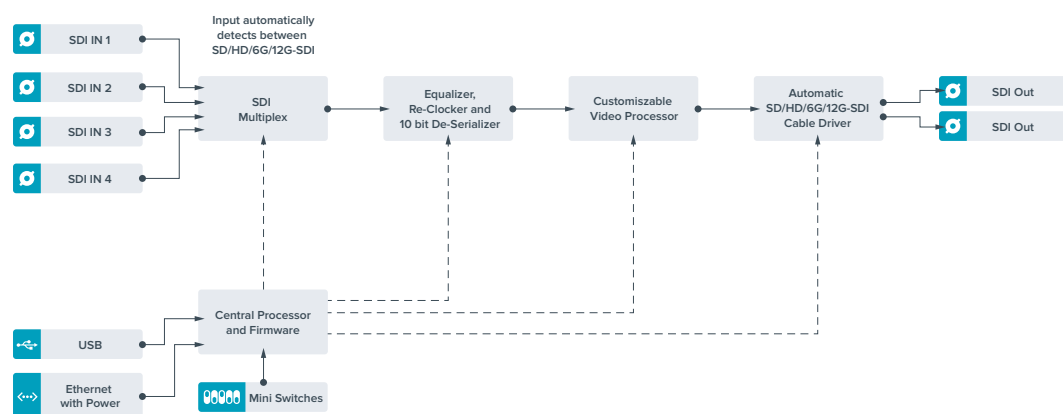 Input automatically
detects between
SD/HD/6G/12G-SDI
SDI IN 1
SDI IN 2
SDI IN 3
SDI IN 4
SDI
Multiplex
Equalizer,
Re-Clocker and
10 bit De-Serializer
Customiszable
Video Processor
Automatic
SD/HD/6G/12G-SDI
Cable Driver
SDI Out
SDI Out
Central Processor
and Firmware
USB
Ethernet
with Power
Mini Switches